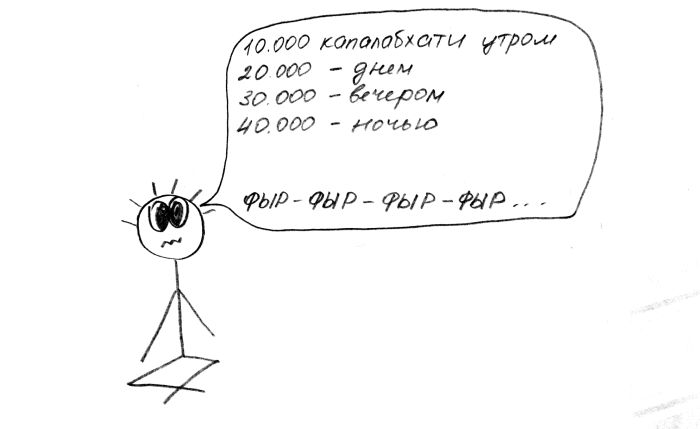 10.000 капалабхати утром
20.000 - днем
30.000 - вечером
40.000 - ночью
ФЫР - ФЫР - ФЫР - ФЫР...